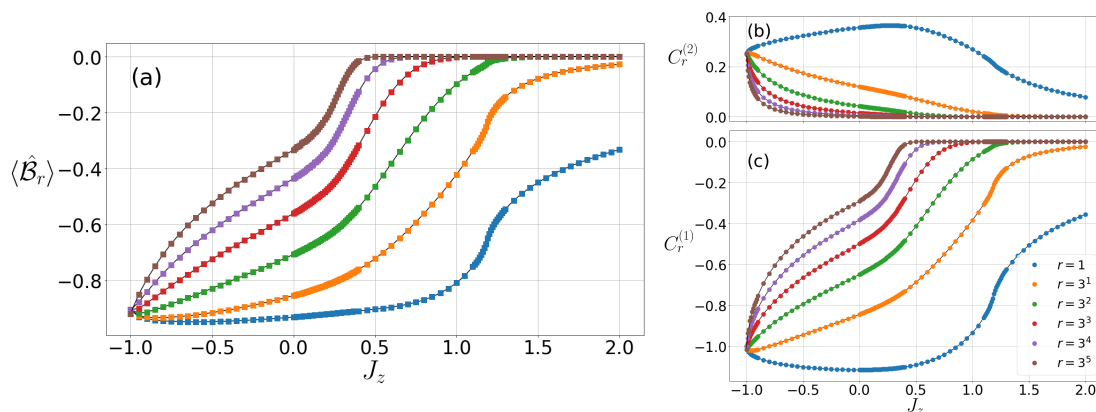 (a)
⟨B̂_r⟩
0.0
−0.2
−0.4
−0.6
−0.8
−1.0 −0.5 0.0 0.5 1.0 1.5 2.0
J_z
(b)
C_r^{(2)}
0.4
0.2
0.0
(c)
C_r^{(1)}
0.0
−0.2
−0.4
−0.6
−0.8
−1.0
r = 1
r = 3^1
r = 3^2
r = 3^3
r = 3^4
r = 3^5
−1.0 −0.5 0.0 0.5 1.0 1.5 2.0
J_z